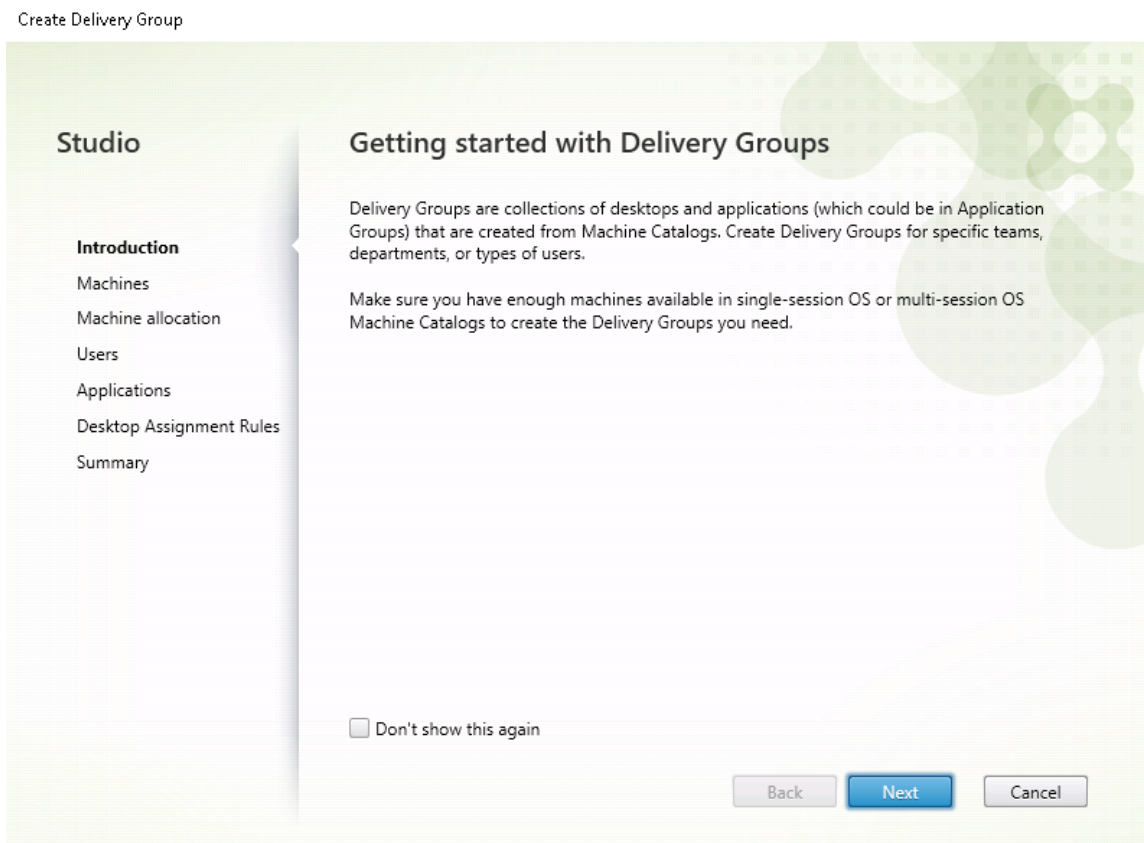 Create Delivery Group
Studio
Introduction
Machines
Machine allocation
Users
Applications
Desktop Assignment Rules
Summary
Getting started with Delivery Groups
Delivery Groups are collections of desktops and applications (which could be in Application
Groups) that are created from Machine Catalogs. Create Delivery Groups for specific teams,
departments, or types of users.
Make sure you have enough machines available in single-session OS or multi-session OS
Machine Catalogs to create the Delivery Groups you need.
Don't show this again
Back
Next
Cancel